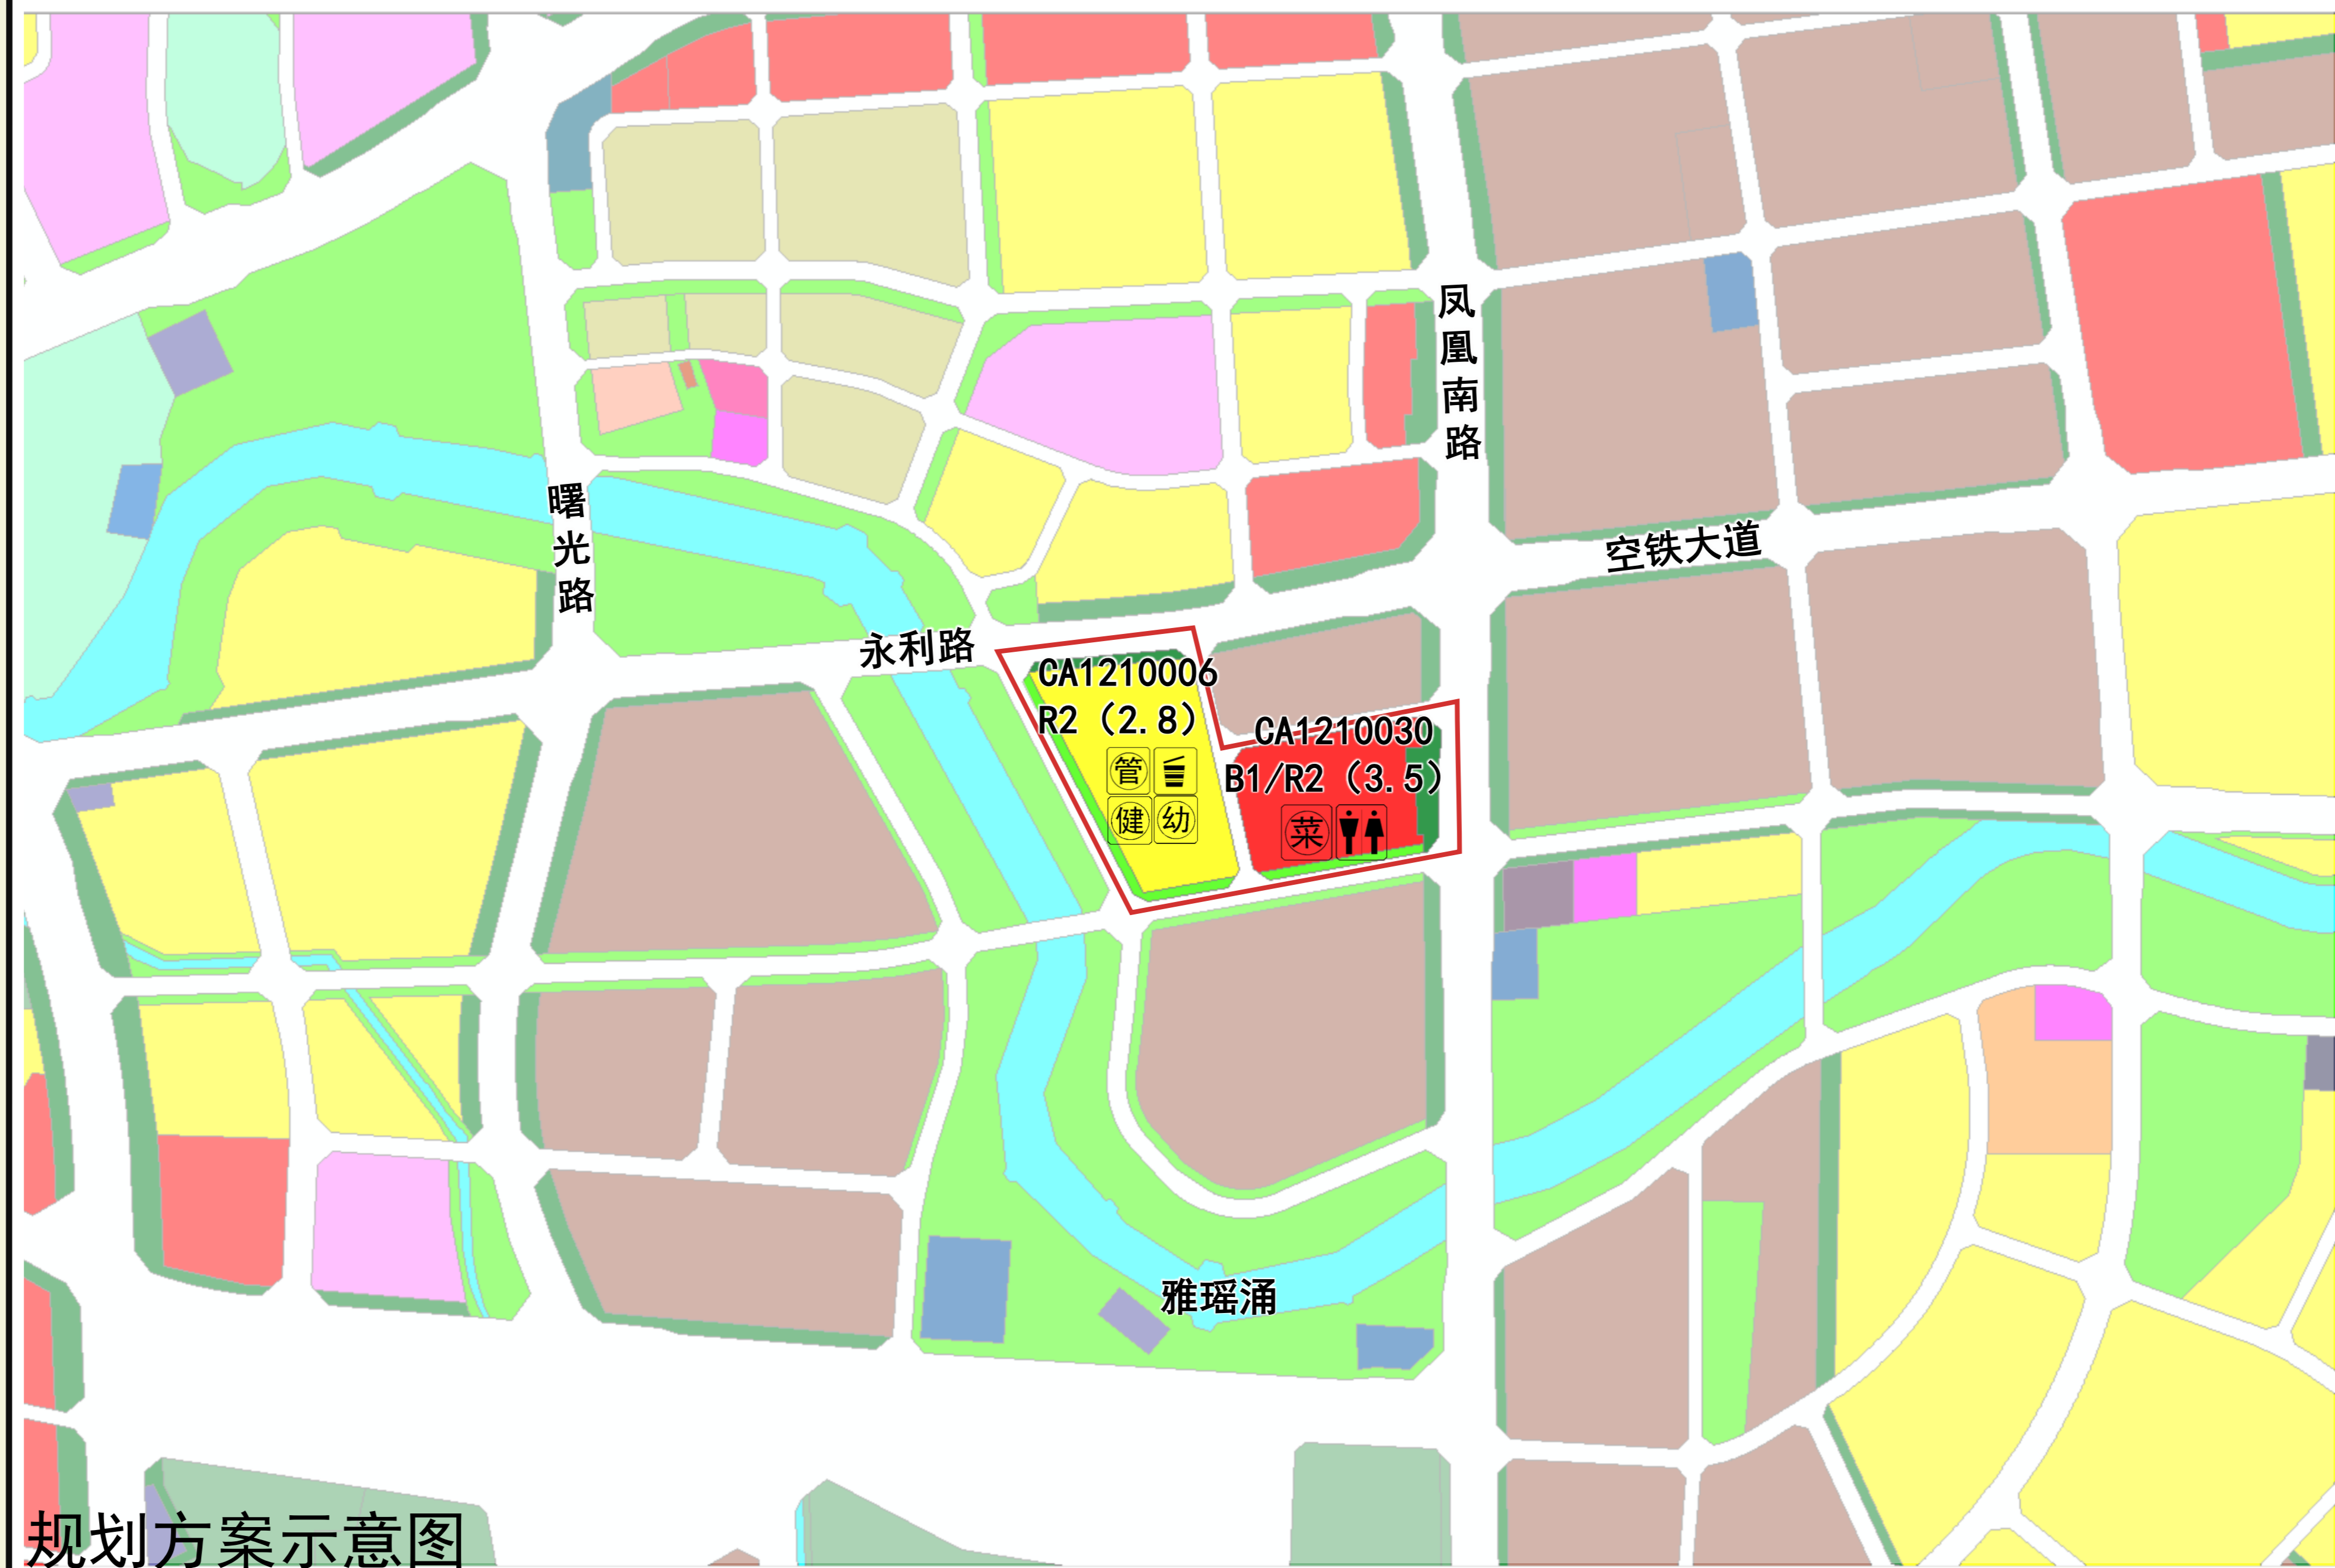 凤凰南路
曙光路
空铁大道
永利路
CA1210006
R2（2.8）
管
健 幼
CA1210030
B1/R2（3.5）
菜
雅瑶涌
规划方案示意图